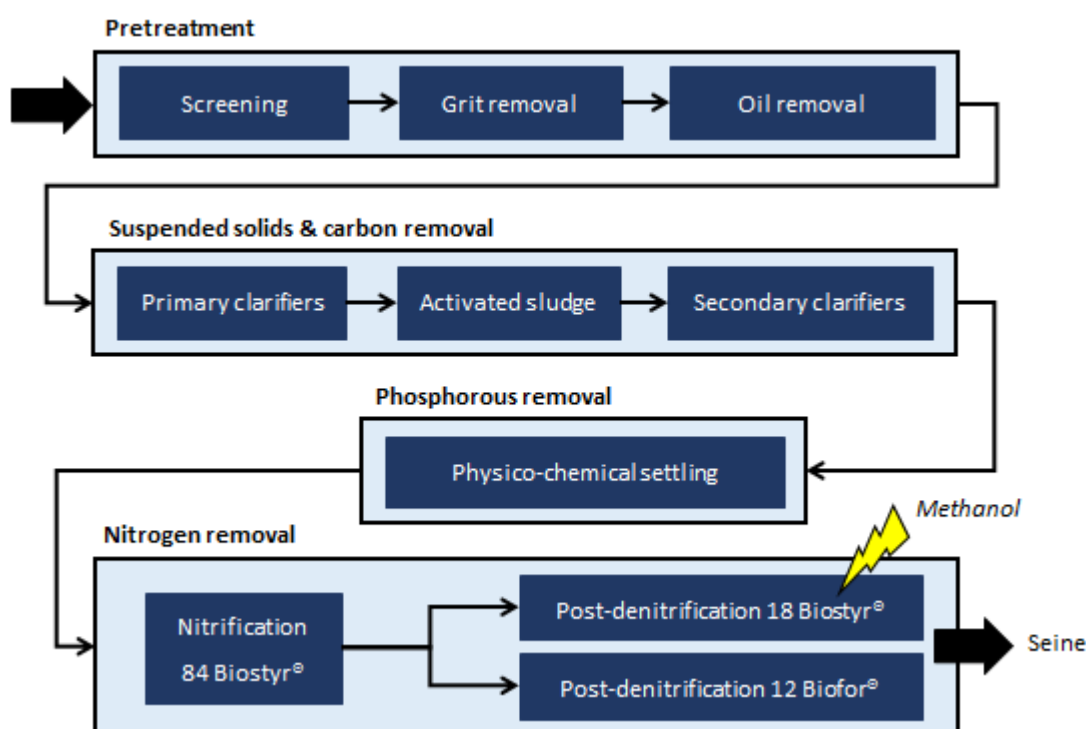 Pretreatment
Screening
Grit removal
Oil removal
Suspended solids & carbon removal
Primary clarifiers
Activated sludge
Secondary clarifiers
Phosphorous removal
Physico-chemical settling
Methanol
Nitrogen removal
Nitrification
84 Biostyr®
Post-denitrification 18 Biostyr®
Post-denitrification 12 Biofor®
Seine